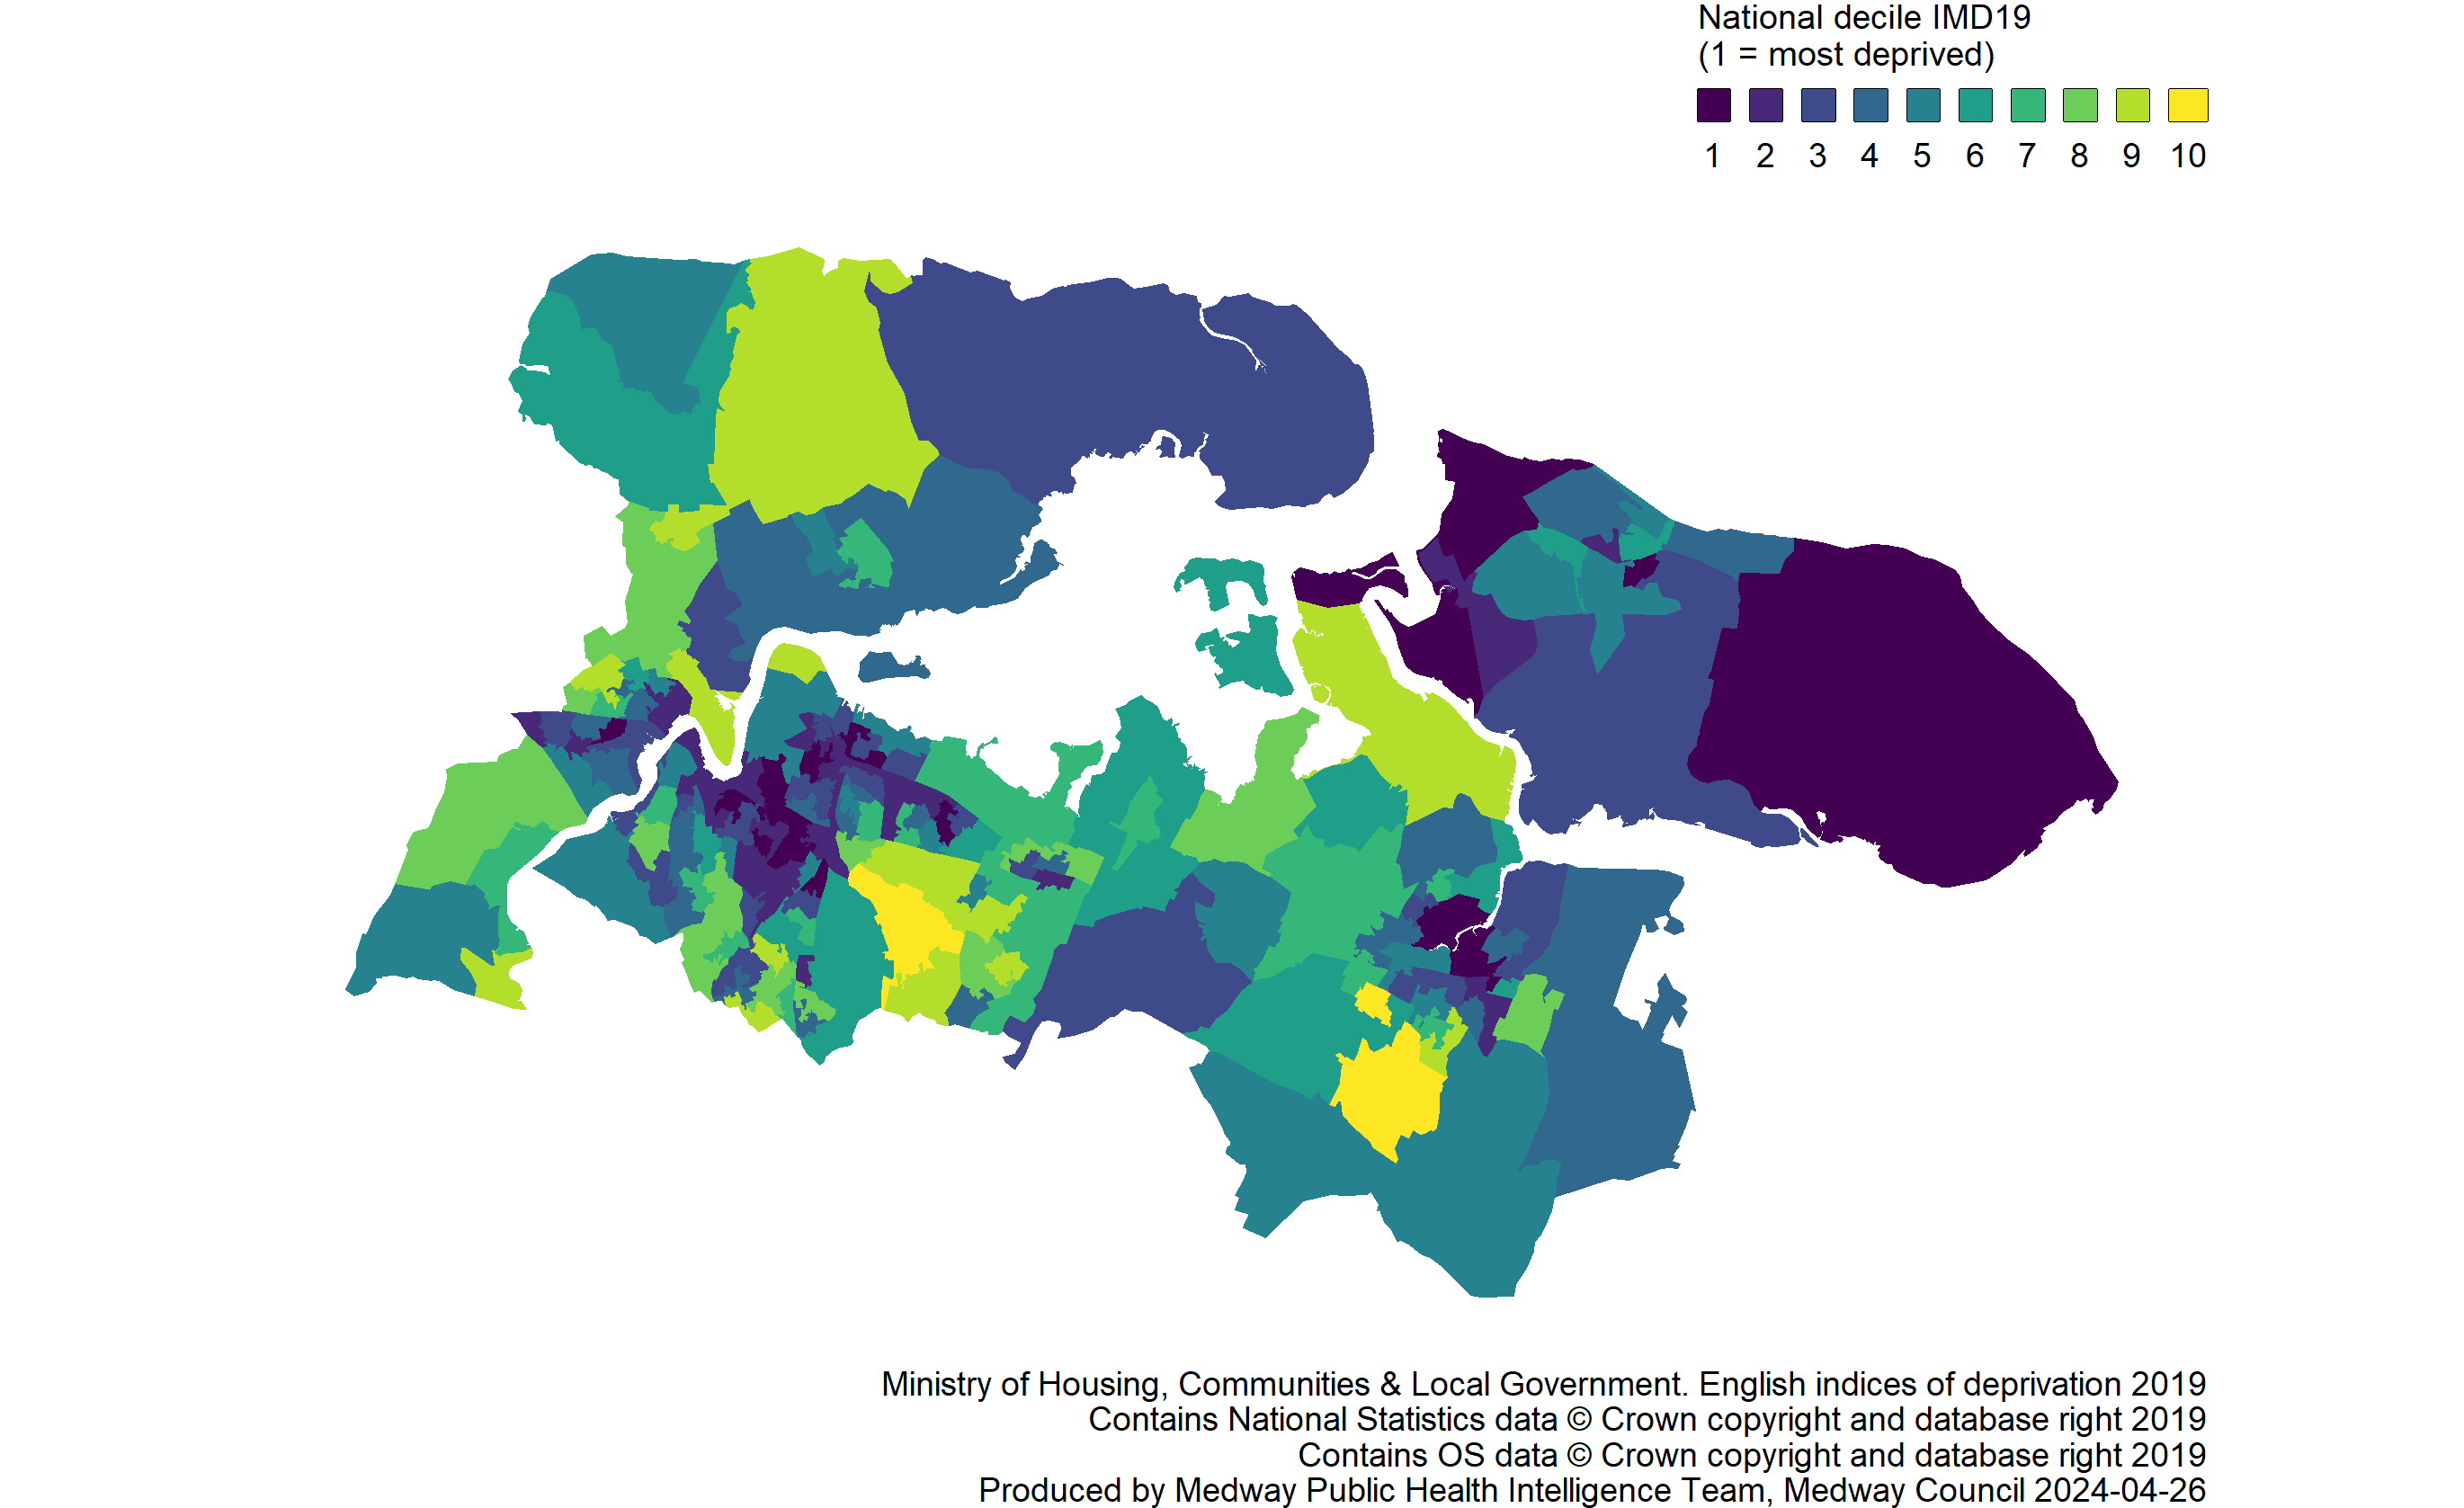 National decile IMD19
(1 = most deprived)
1 2 3 4 5 6 7 8 9 10
Ministry of Housing, Communities & Local Government. English indices of deprivation 2019
Contains National Statistics data © Crown copyright and database right 2019
Contains OS data © Crown copyright and database right 2019
Produced by Medway Public Health Intelligence Team, Medway Council 2024-04-26